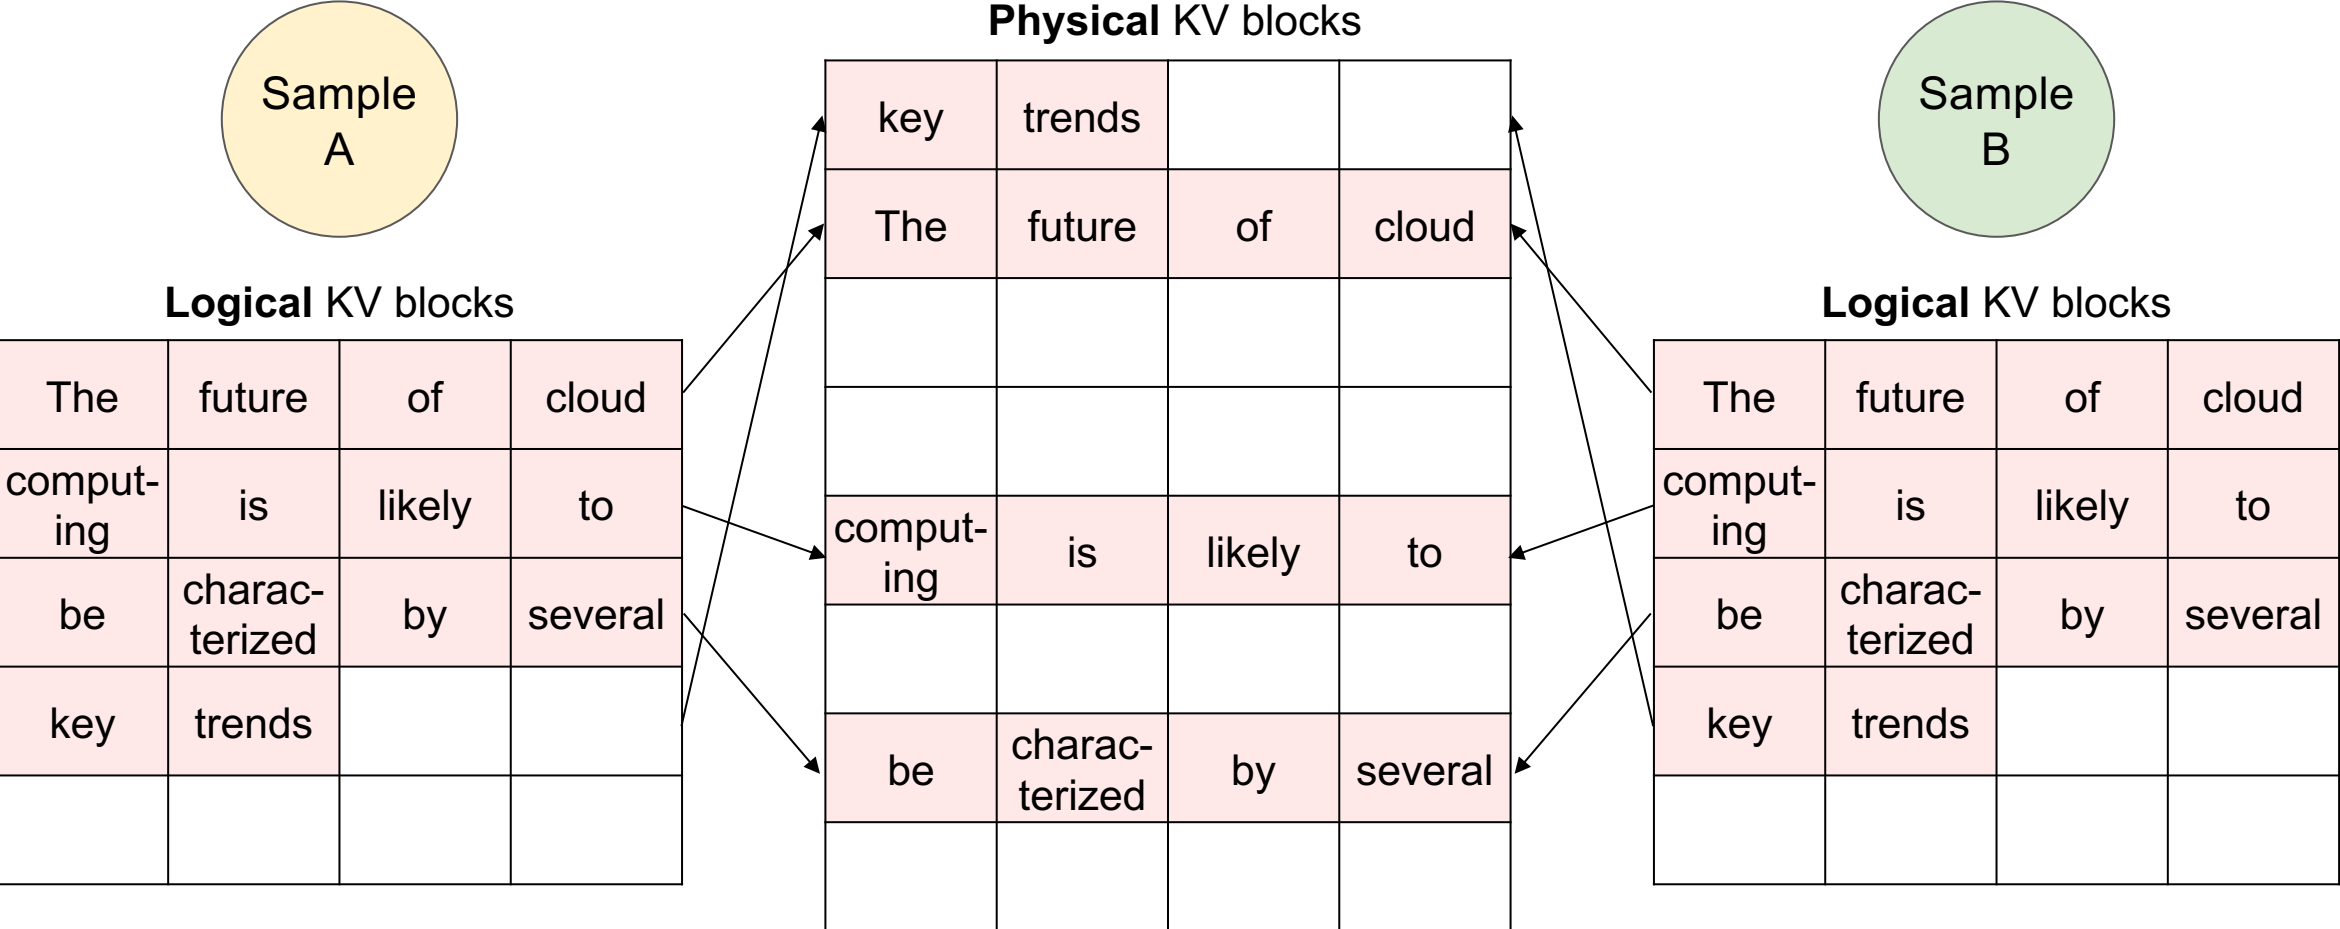 Sample
A
Logical KV blocks
The future of cloud
comput-
ing is likely to
be charac-
terized by several
key trends
Physical KV blocks
key trends
The future of cloud
comput-
ing is likely to
be charac-
terized by several
Sample
B
Logical KV blocks
The future of cloud
comput-
ing is likely to
be charac-
terized by several
key trends